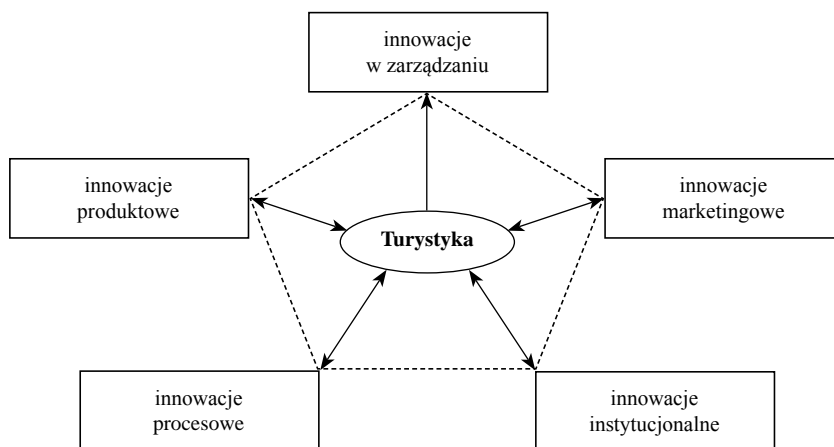 innowacje
w zarządzaniu
innowacje
produktowe
innowacje
marketingowe
Turystyka
innowacje
procesowe
innowacje
instytucjonalne